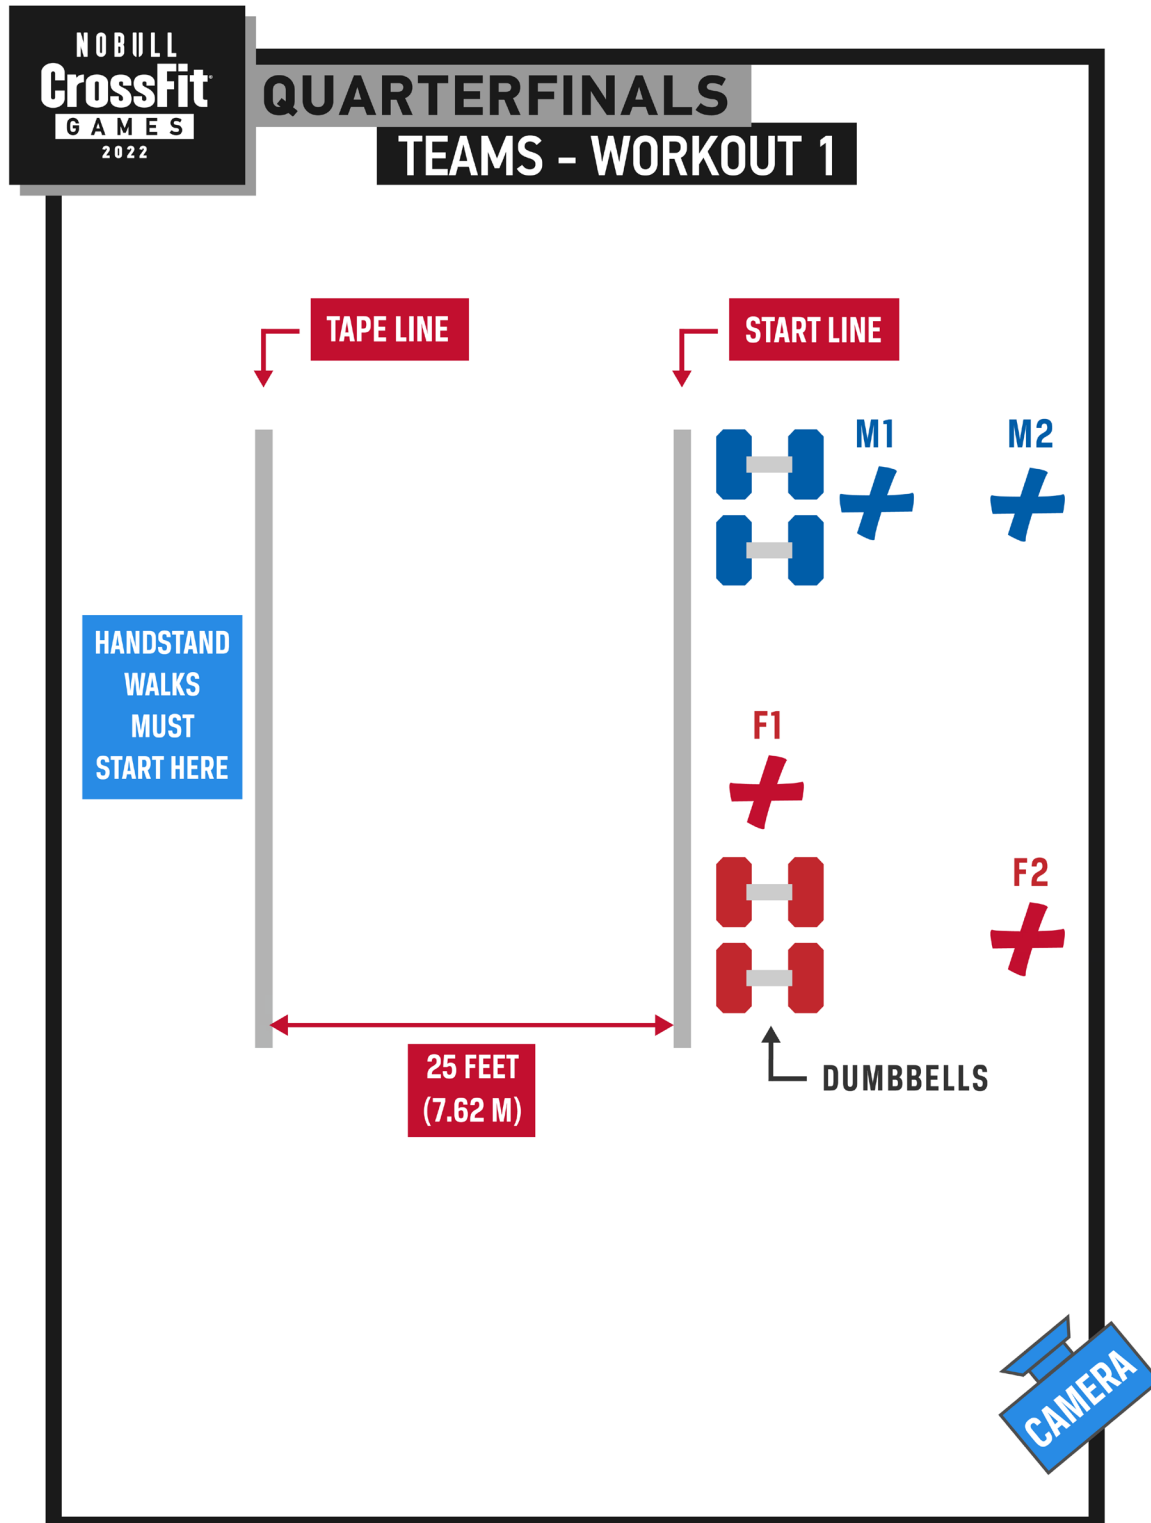 NOBULL
CrossFit
GAMES
2022
QUARTERFINALS
TEAMS - WORKOUT 1
TAPE LINE
START LINE
M1
M2
HANDSTAND
WALKS
MUST
START HERE
F1
F2
25 FEET
(7.62 M)
DUMBBELLS
CAMERA